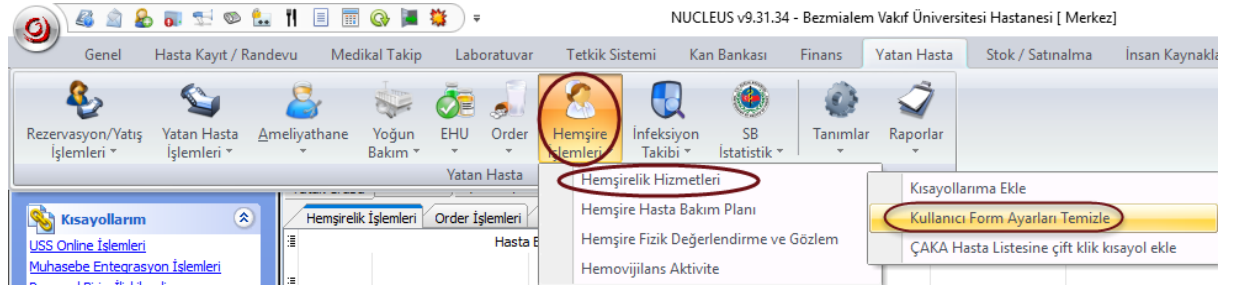 NUCLEUS v9.31.34 - Bezmialem Vakıf Üniversitesi Hastanesi [ Merkez]
Genel Hasta Kayıt / Randevu Medikal Takip Laboratuvar Tetkik Sistemi Kan Bankası Finans Yatan Hasta Stok / Satınalma İnsan Kaynakla
Rezervasyon/Yatış İşlemleri
Yatan Hasta İşlemleri
Ameliyathane
Yoğun Bakım
EHU
Order
Hemşire İşlemleri
İnfeksiyon Takibi
SB İstatistik
Tanımlar
Raporlar
Yatan Hasta
Hemşirelik Hizmetleri
Hemşire Hasta Bakım Planı
Hemşire Fizik Değerlendirme ve Gözlem
Hemovijilans Aktivite
Kısayollarıma Ekle
Kullanıcı Form Ayarları Temizle
ÇAKA Hasta Listesine çift klik kısayol ekle
Kısayollarım
USS Online İşlemleri
Muhasebe Entegrasyon İşlemleri
Hemşirelik İşlemleri Order İşlemleri
Hasta B